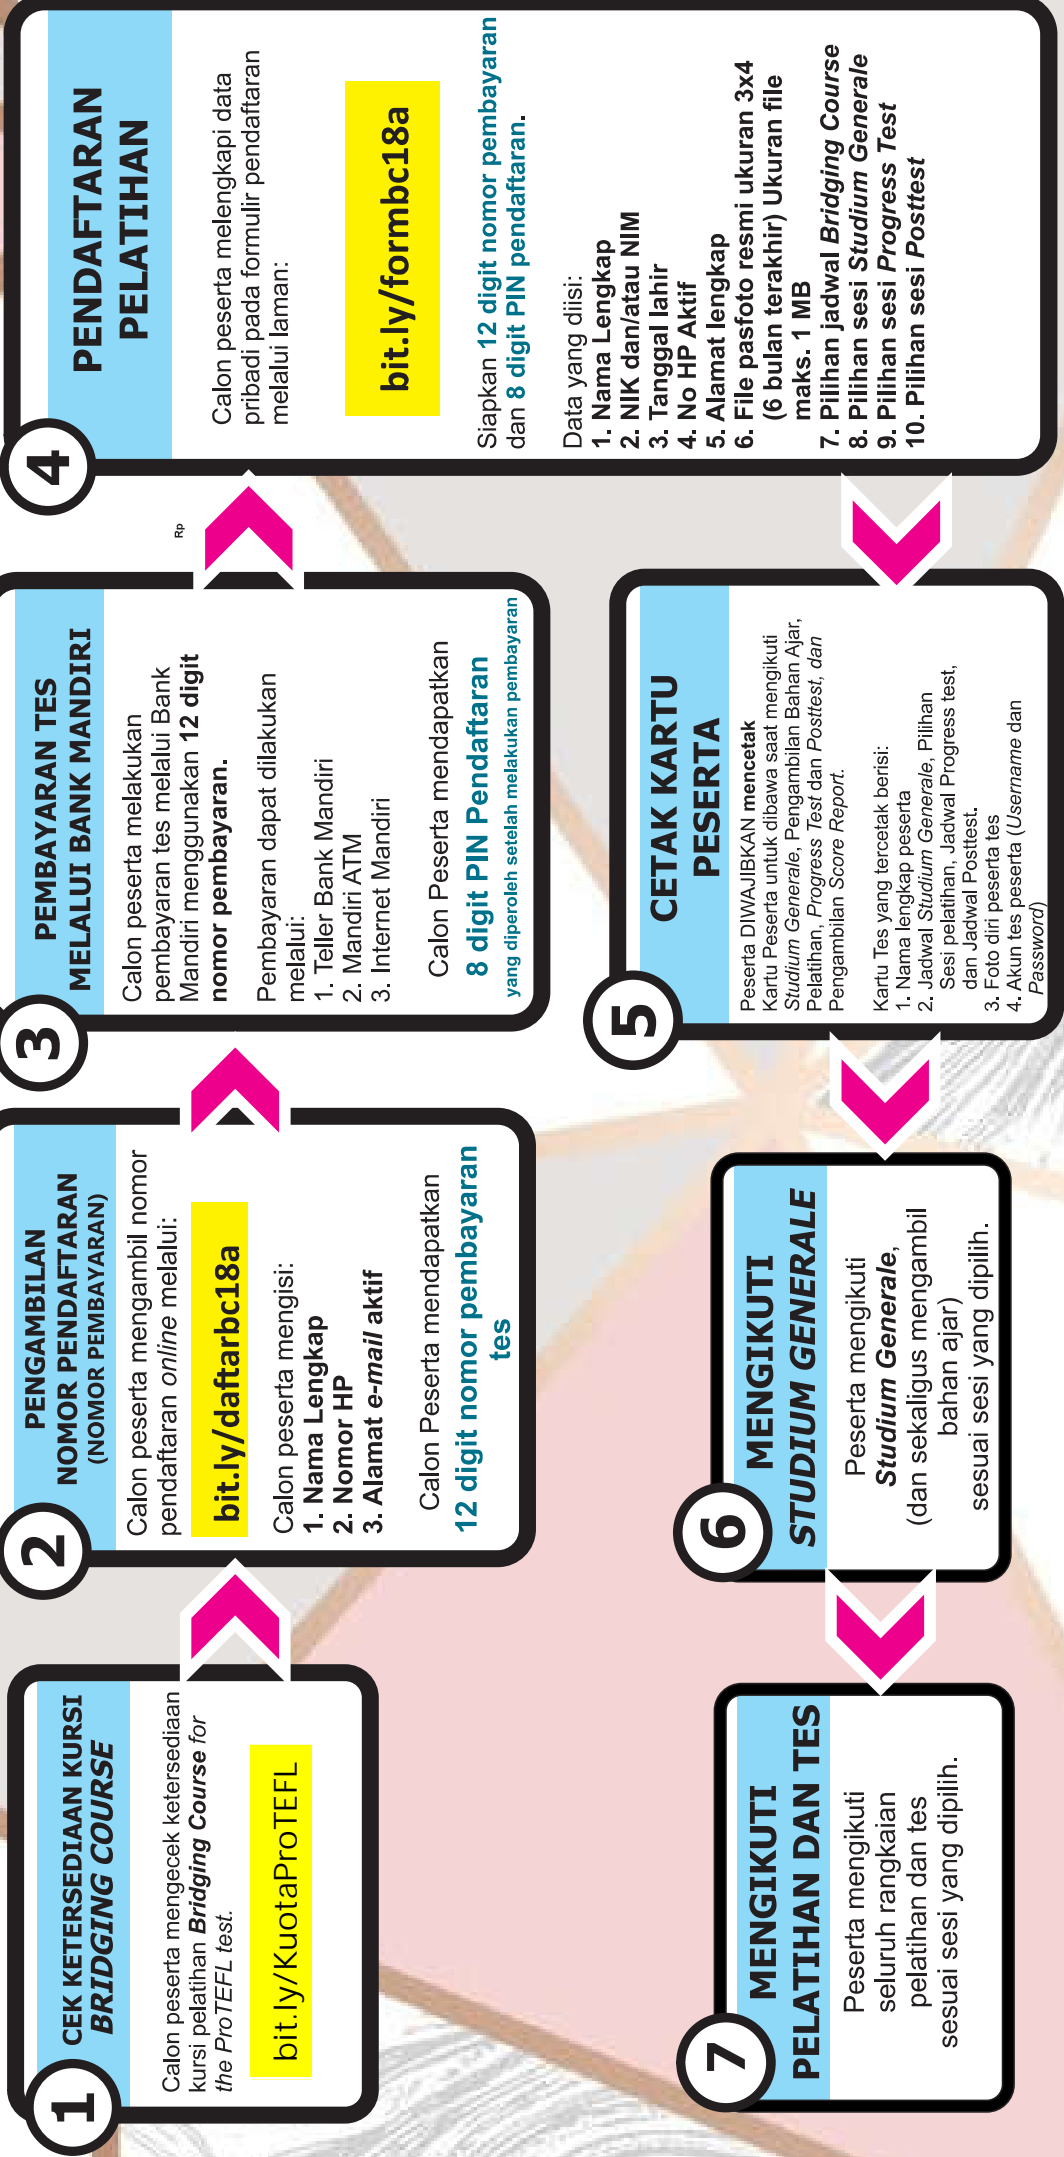 1
CEK KETERSEDIAAN KURSI
BRIDGING COURSE
Calon peserta mengecek ketersediaan
kursi pelatihan Bridging Course for
the ProTEFL test.
bit.ly/KuotaProTEFL
2
PENGAMBILAN
NOMOR PENDAFTARAN
(NOMOR PEMBAYARAN)
Calon peserta mengambil nomor
pendaftaran online melalui:
bit.ly/daftarbc18a
Calon peserta mengisi:
1. Nama Lengkap
2. Nomor HP
3. Alamat e-mail aktif
Calon Peserta mendapatkan
12 digit nomor pembayaran
tes
3
PEMBAYARAN TES
MELALUI BANK MANDIRI
Calon peserta melakukan
pembayaran tes melalui Bank
Mandiri menggunakan 12 digit
nomor pembayaran.
Pembayaran dapat dilakukan
melalui:
1. Teller Bank Mandiri
2. Mandiri ATM
3. Internet Mandiri
Calon Peserta mendapatkan
8 digit PIN Pendaftaran
yang diperoleh setelah melakukan pembayaran
Rp
4
PENDAFTARAN
PELATIHAN
Calon peserta melengkapi data
pribadi pada formulir pendaftaran
melalui laman:
bit.ly/formbc18a
Siapkan 12 digit nomor pembayaran
dan 8 digit PIN pendaftaran.
Data yang diisi:
1. Nama Lengkap
2. NIK dan/atau NIM
3. Tanggal lahir
4. No HP Aktif
5. Alamat lengkap
6. File pasfoto resmi ukuran 3x4
(6 bulan terakhir) Ukuran file
maks. 1 MB
7. Pilihan jadwal Bridging Course
8. Pilihan sesi Studium Generale
9. Pilihan sesi Progress Test
10. Pilihan sesi Posttest
5
CETAK KARTU
PESERTA
Peserta DIWAJIBKAN mencetak
Kartu Peserta untuk dibawa saat mengikuti
Studium Generale, Pengambilan Bahan Ajar,
Pelatihan, Progress Test dan Posttest, dan
Pengambilan Score Report.
Kartu Tes yang tercetak berisi:
1. Nama lengkap peserta
2. Jadwal Studium Generale, Pilihan
Sesi pelatihan, Jadwal Progress test,
dan Jadwal Posttest.
3. Foto diri peserta tes
4. Akun tes peserta (Username dan
Password)
6
MENGIKUTI
STUDIUM GENERALE
Peserta mengikuti
Studium Generale,
(dan sekaligus mengambil
bahan ajar)
sesuai sesi yang dipilih.
7
MENGIKUTI
PELATIHAN DAN TES
Peserta mengikuti
seluruh rangkaian
pelatihan dan tes
sesuai sesi yang dipilih.